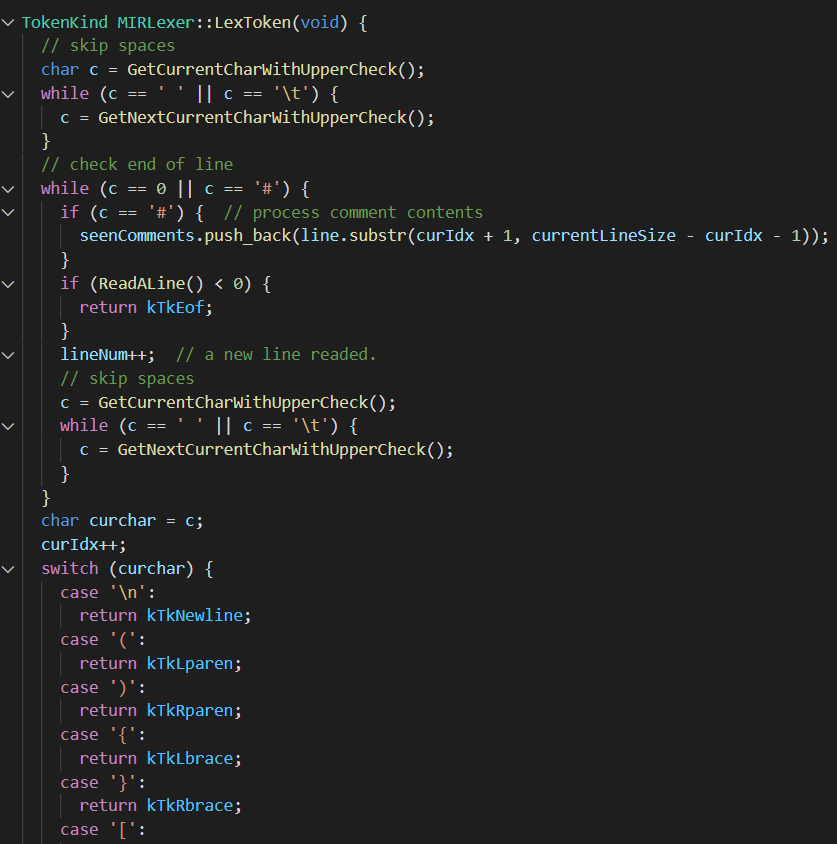 TokenKind MIRLexer::LexToken(void) {
  // skip spaces
  char c = GetCurrentCharWithUpperCheck();
  while (c == ' ' || c == '\t') {
    c = GetNextCurrentCharWithUpperCheck();
  }
  // check end of line
  while (c == 0 || c == '#') {
    if (c == '#') {  // process comment contents
      seenComments.push_back(line.substr(curIdx + 1, currentLineSize - curIdx - 1));
    }
    if (ReadALine() < 0) {
      return kTkEof;
    }
    lineNum++;  // a new line readed.
    // skip spaces
    c = GetCurrentCharWithUpperCheck();
    while (c == ' ' || c == '\t') {
      c = GetNextCurrentCharWithUpperCheck();
    }
  }
  char curchar = c;
  curIdx++;
  switch (curchar) {
    case '\n':
      return kTkNewline;
    case '(':
      return kTkLparen;
    case ')':
      return kTkRparen;
    case '{':
      return kTkLbrace;
    case '}':
      return kTkRbrace;
    case '[':